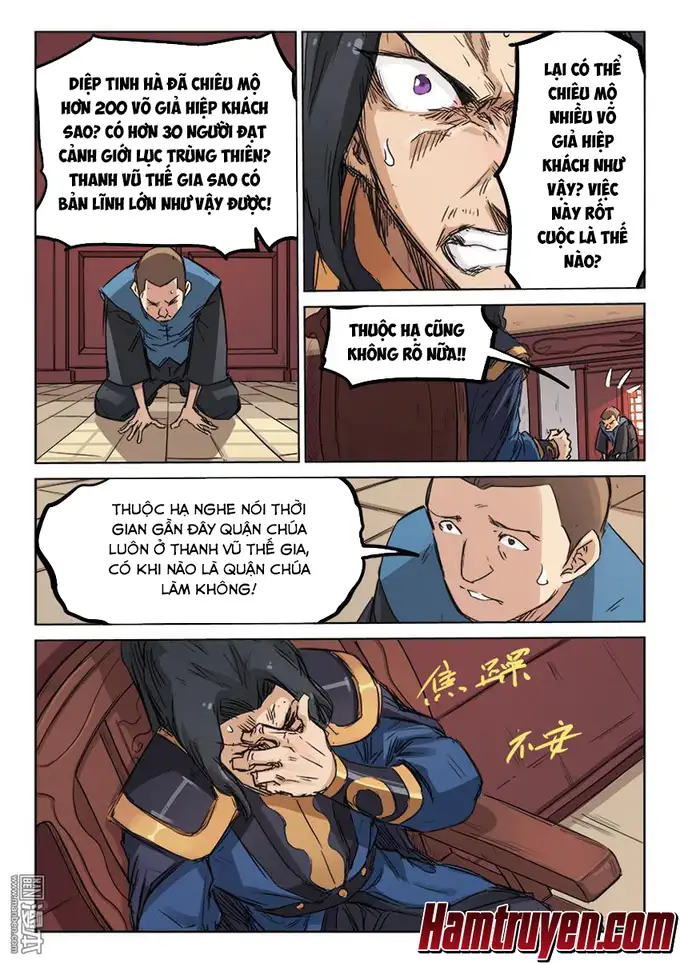 DIỆP TINH HÀ ĐÃ CHIÊU MỘ
HƠN 200 VÕ GIẢ HIỆP KHÁCH
SAO? CÓ HƠN 30 NGƯỜI ĐẠT
CẢNH GIỚI LỤC TRÙNG THIÊN?
THANH VŨ THẾ GIA SAO CÓ
BẢN LĨNH LỚN NHƯ VẬY ĐƯỢC!
LẠI CÓ THỂ
CHIÊU MỘ
NHIỀU VÕ
GIẢ HIỆP
KHÁCH NHƯ
VẬY? VIỆC
NÀY RỐT
CUỘC LÀ THẾ
NÀO?
THUỘC HẠ CŨNG
KHÔNG RÕ NỮA!!
THUỘC HẠ NGHE NÓI THỜI
GIAN GẦN ĐÂY QUẬN CHÚA
LUÔN Ở THANH VŨ THẾ GIA,
CÓ KHI NÀO LÀ QUẬN CHÚA
LÀM KHÔNG!
焦躁
不安
Hamtruyen.com